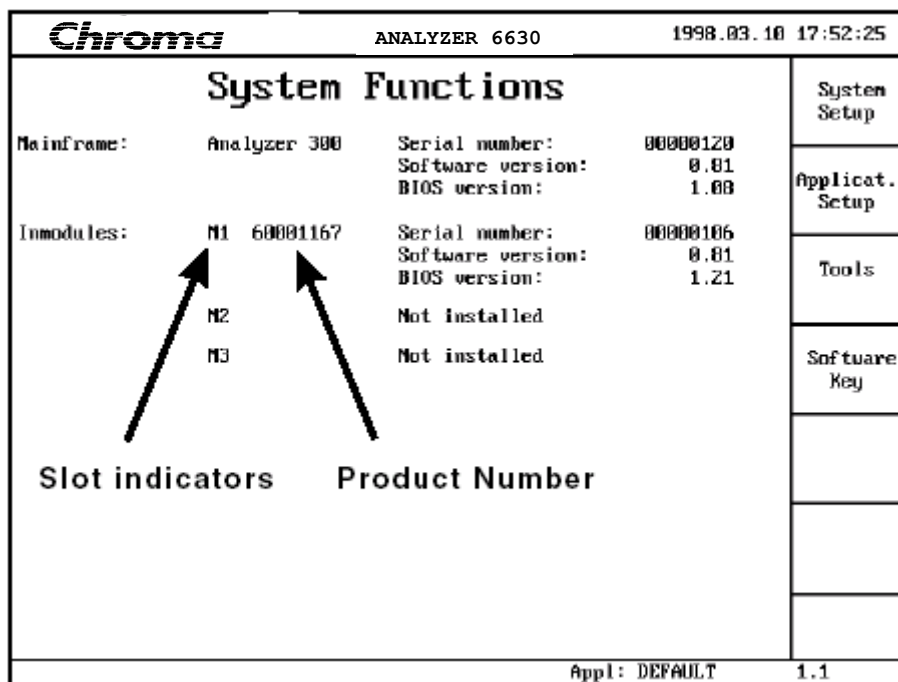 Chroma ANALYZER 6630 1998.03.10 17:52:25
System Functions
System
Setup
Mainframe: Analyzer 300 Serial number: 00000120
Software version: 0.81
BIOS version: 1.08
Applicat.
Setup
Inmodules: M1 60001167 Serial number: 00000106
Software version: 0.81
BIOS version: 1.21
Tools
M2 Not installed
M3 Not installed
Software
Key
Slot indicators Product Number
Appl: DEFAULT 1.1